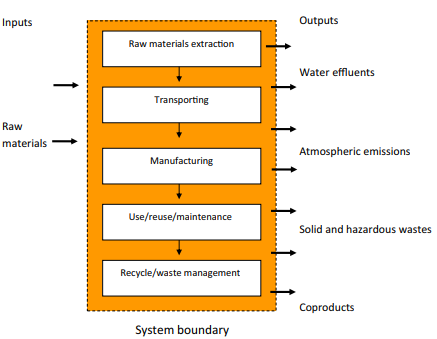 Inputs
Outputs
Raw materials extraction
Water effluents
Transporting
Raw
materials
Manufacturing
Atmospheric emissions
Use/reuse/maintenance
Solid and hazardous wastes
Recycle/waste management
Coproducts
System boundary